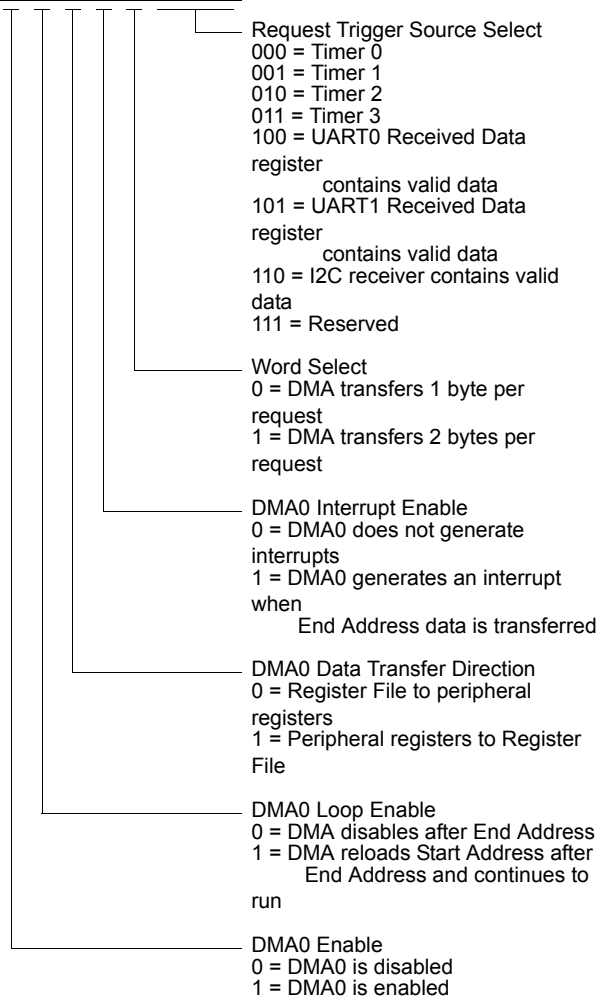 Request Trigger Source Select
000 = Timer 0
001 = Timer 1
010 = Timer 2
011 = Timer 3
100 = UART0 Received Data
register
contains valid data
101 = UART1 Received Data
register
contains valid data
110 = I2C receiver contains valid
data
111 = Reserved
Word Select
0 = DMA transfers 1 byte per
request
1 = DMA transfers 2 bytes per
request
DMA0 Interrupt Enable
0 = DMA0 does not generate
interrupts
1 = DMA0 generates an interrupt
when
End Address data is transferred
DMA0 Data Transfer Direction
0 = Register File to peripheral
registers
1 = Peripheral registers to Register
File
DMA0 Loop Enable
0 = DMA disables after End Address
1 = DMA reloads Start Address after
End Address and continues to
run
DMA0 Enable
0 = DMA0 is disabled
1 = DMA0 is enabled